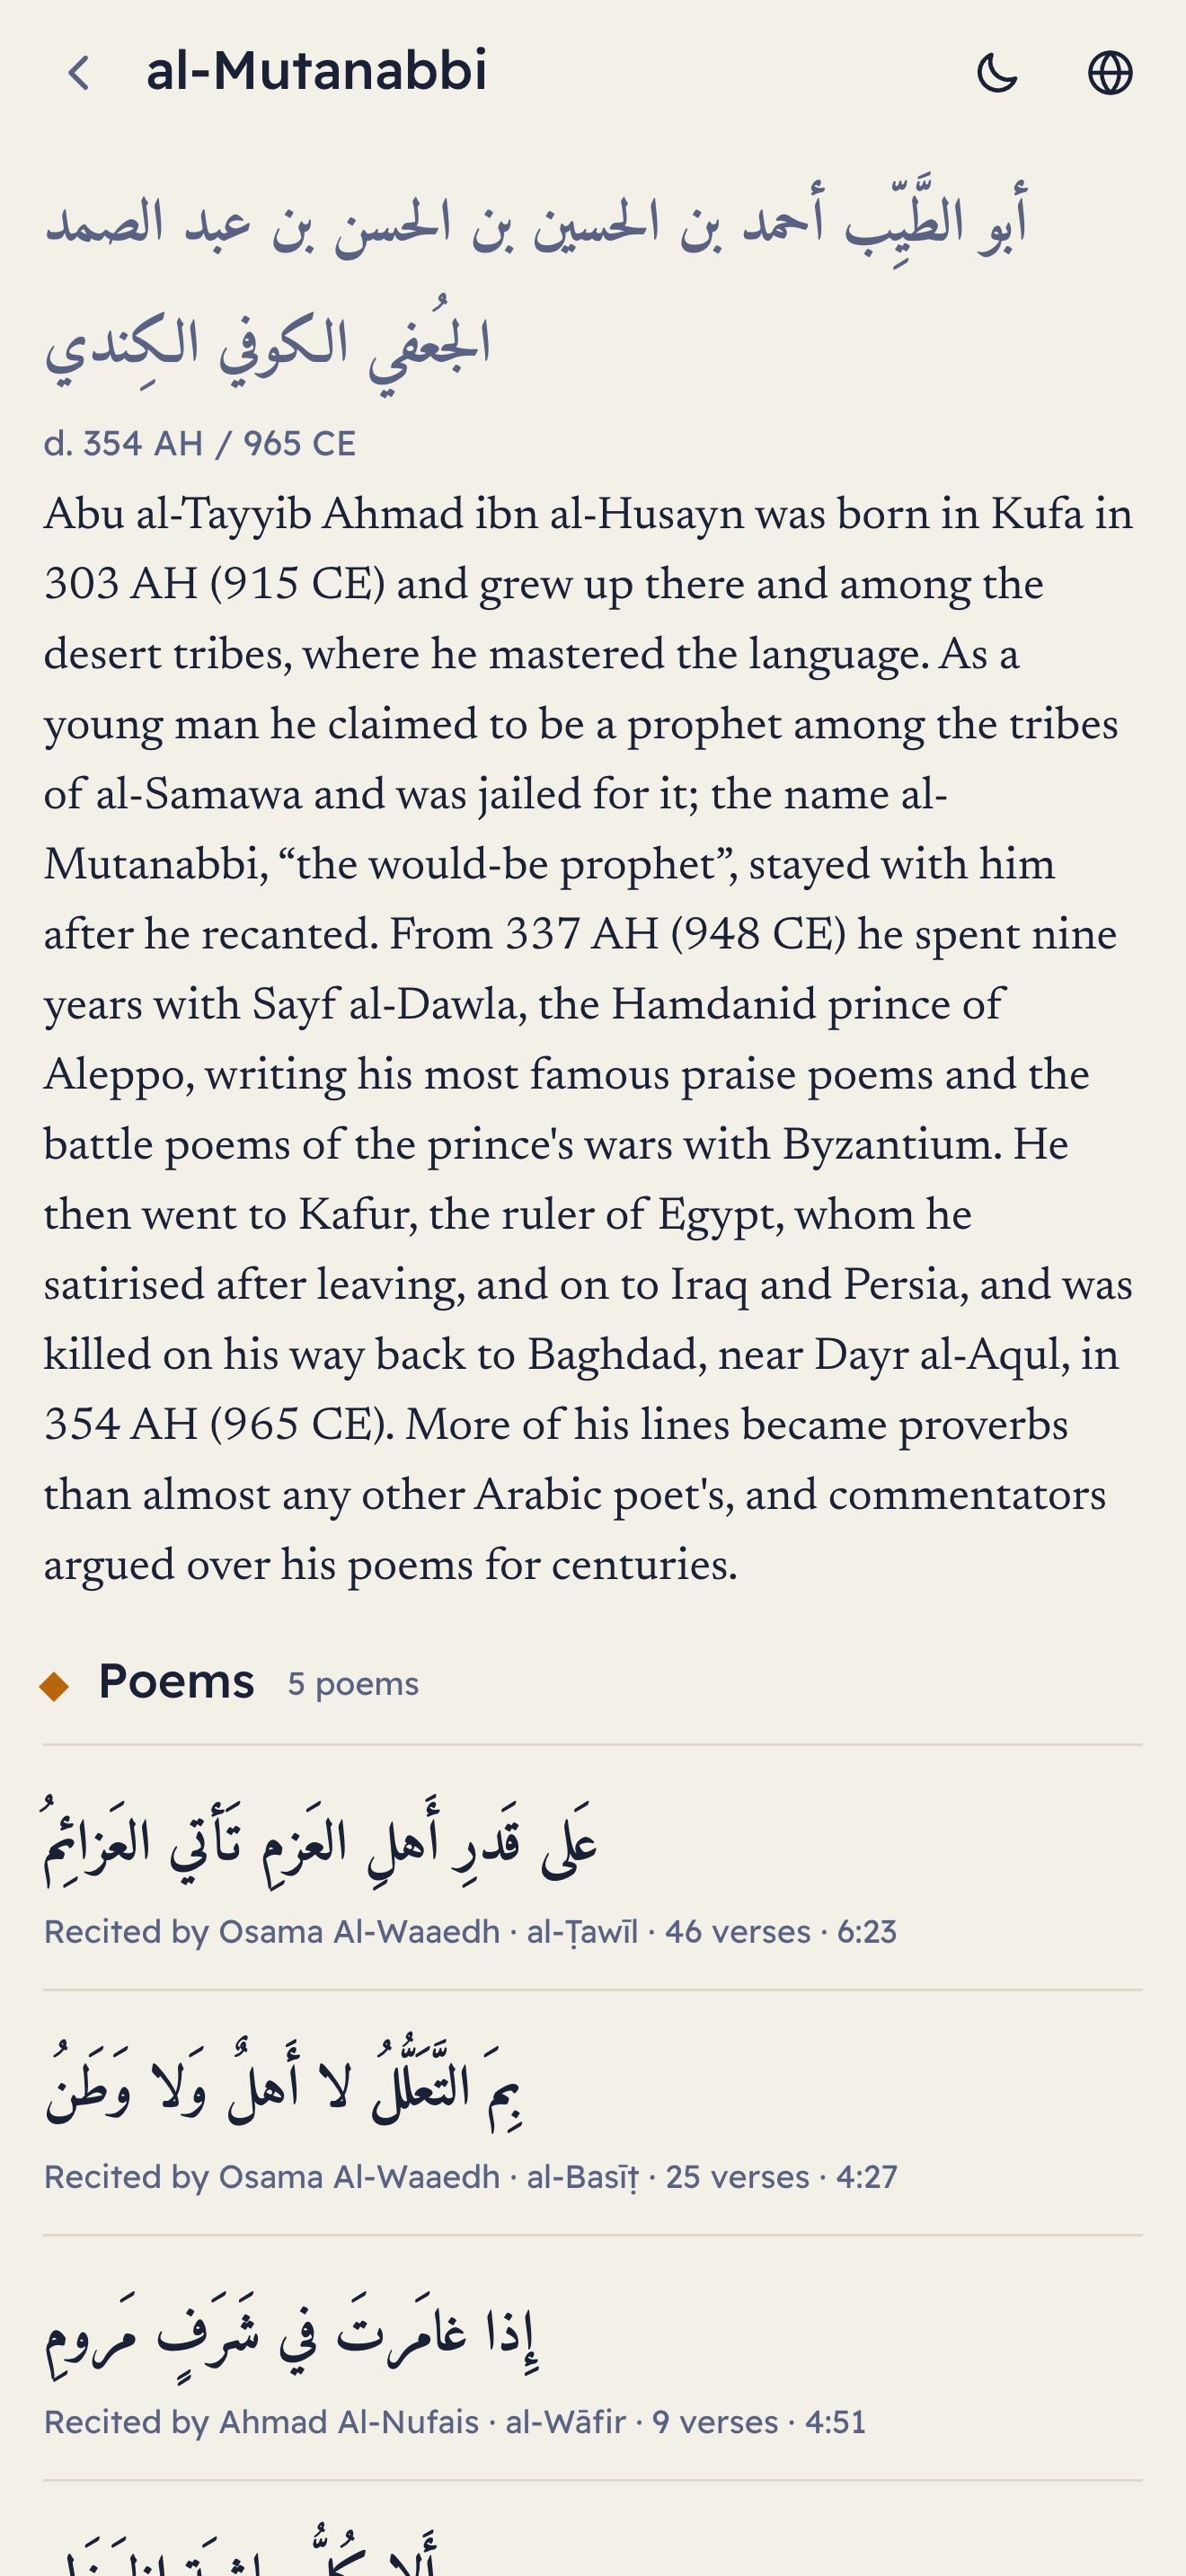 al-Mutanabbi
أبو الطَّيِّب أحمد بن الحسين بن الحسن بن عبد الصمد
الجُعفي الكوفي الكِندي
d. 354 AH / 965 CE
Abu al-Tayyib Ahmad ibn al-Husayn was born in Kufa in
303 AH (915 CE) and grew up there and among the
desert tribes, where he mastered the language. As a
young man he claimed to be a prophet among the tribes
of al-Samawa and was jailed for it; the name al-
Mutanabbi, “the would-be prophet”, stayed with him
after he recanted. From 337 AH (948 CE) he spent nine
years with Sayf al-Dawla, the Hamdanid prince of
Aleppo, writing his most famous praise poems and the
battle poems of the prince's wars with Byzantium. He
then went to Kafur, the ruler of Egypt, whom he
satirised after leaving, and on to Iraq and Persia, and was
killed on his way back to Baghdad, near Dayr al-Aqul, in
354 AH (965 CE). More of his lines became proverbs
than almost any other Arabic poet's, and commentators
argued over his poems for centuries.
Poems 5 poems
عَلى قَدرِ أَهلِ العَزمِ تَأتي العَزائِمُ
Recited by Osama Al-Waaedh · al-Ṭawīl · 46 verses · 6:23
بِمَ التَّعَلُّلُ لا أَهلٌ وَلا وَطَنُ
Recited by Osama Al-Waaedh · al-Basīṭ · 25 verses · 4:27
إِذا غامَرتَ في شَرَفٍ مَرومِ
Recited by Ahmad Al-Nufais · al-Wāfir · 9 verses · 4:51
أَلا كُلُّ